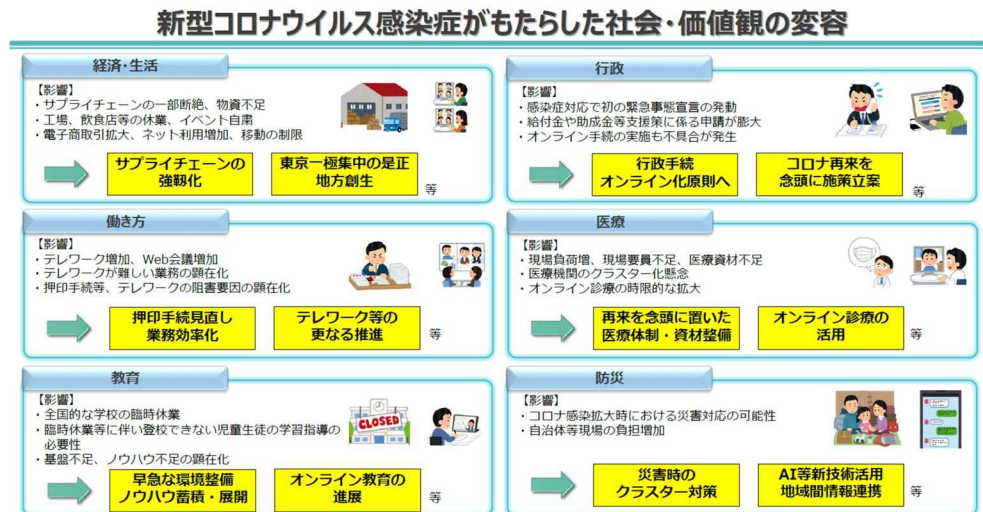 新型コロナウイルス感染症がもたらした社会・価値観の変容
経済・生活
【影響】
・サプライチェーンの一部断絶、物資不足
・工場、飲食店等の休業、イベント自粛
・電子商取引拡大、ネット利用増加、移動の制限
サプライチェーンの
強靱化
東京一極集中の是正
地方創生
等
行政
【影響】
・感染症対応で初の緊急事態宣言の発動
・給付金や助成金等支援策に係る申請が膨大
・オンライン手続の実施も不具合が発生
行政手続
オンライン化原則へ
コロナ再来を
念頭に施策立案
等
働き方
【影響】
・テレワーク増加、Web会議増加
・テレワークが難しい業務の顕在化
・押印手続等、テレワークの阻害要因の顕在化
押印手続見直し
業務効率化
テレワーク等の
更なる推進
等
医療
【影響】
・現場負荷増、現場要員不足、医療資材不足
・医療機関のクラスター化懸念
・オンライン診療の時限的な拡大
再来を念頭に置いた
医療体制・資材整備
オンライン診療の
活用
等
教育
【影響】
・全国的な学校の臨時休業
・臨時休業等に伴い登校できない児童生徒の学習指導の
必要性
・基盤不足、ノウハウ不足の顕在化
CLOSED
早急な環境整備
ノウハウ蓄積・展開
オンライン教育の
進展
等
防災
【影響】
・コロナ感染拡大時における災害対応の可能性
・自治体等現場の負担増加
災害時の
クラスター対策
AI等新技術活用
地域間情報連携
等